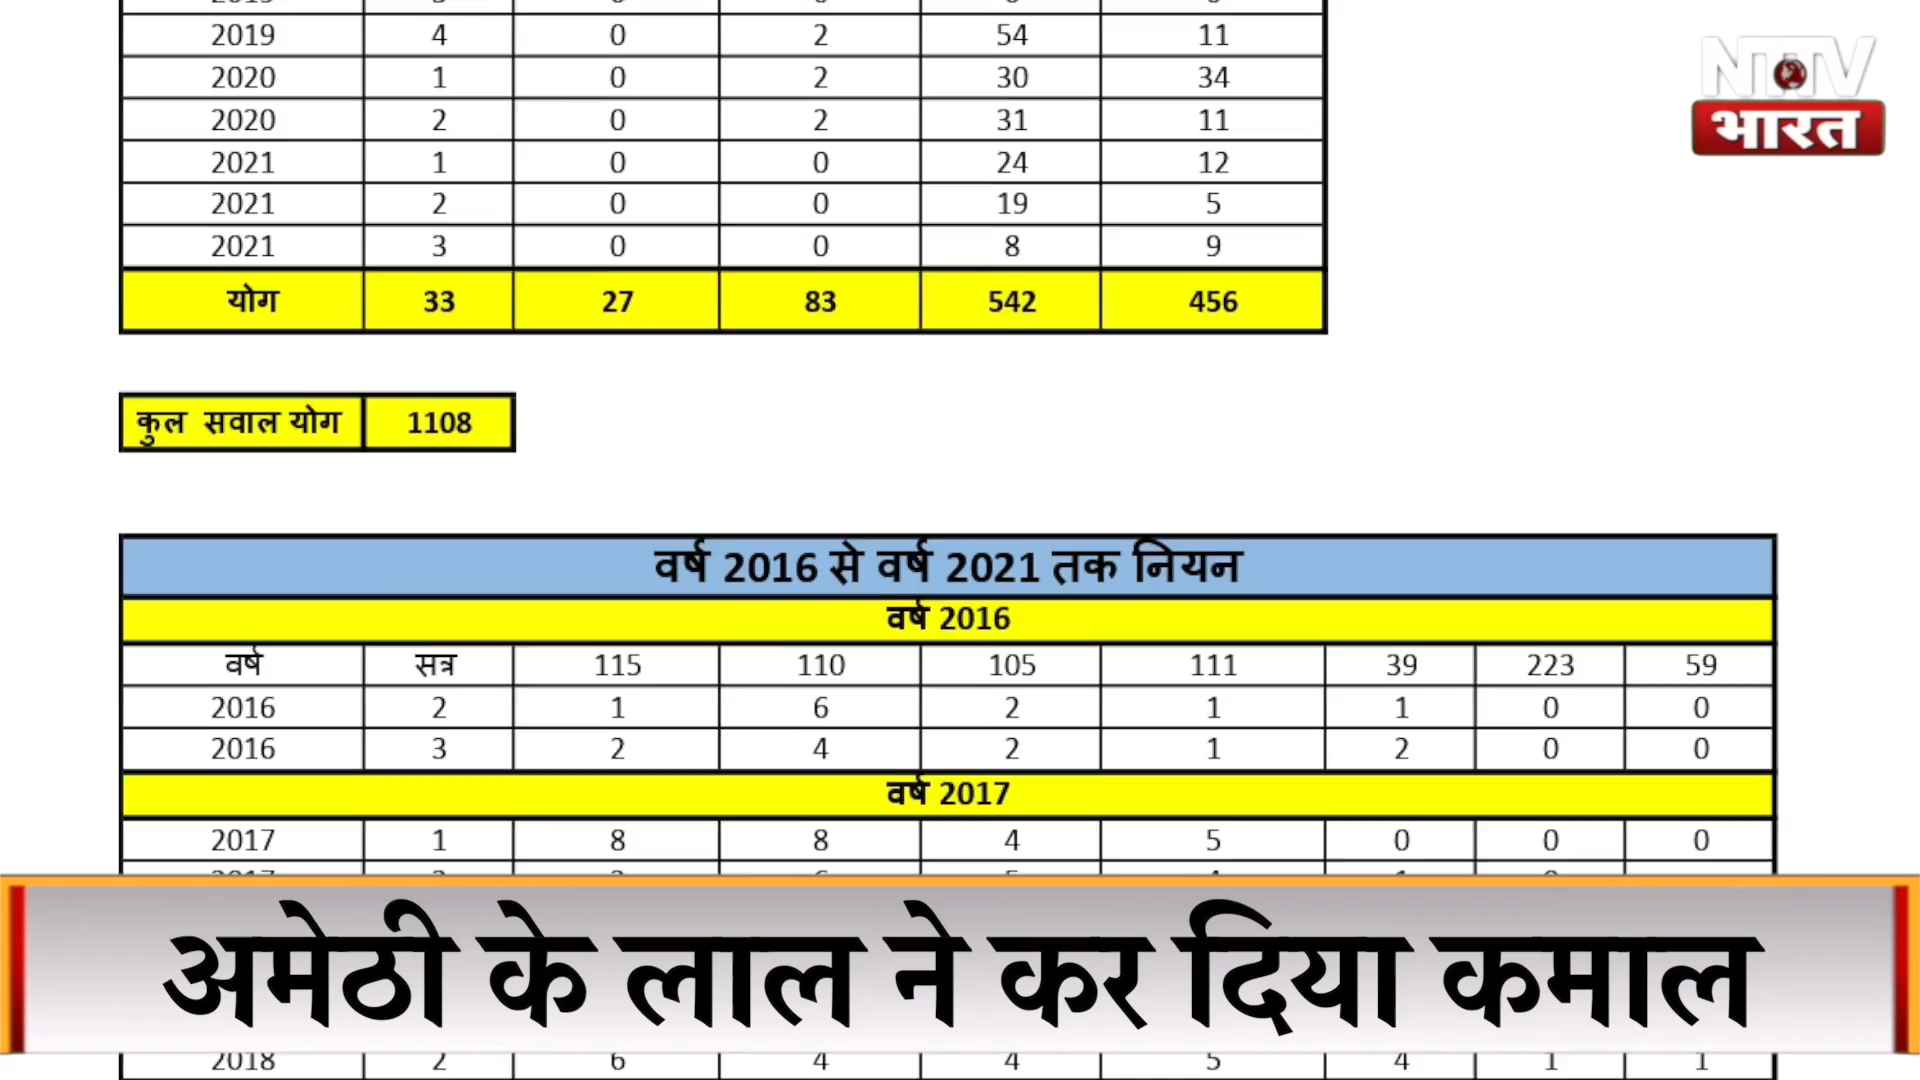 2019 4 0 2 54 11
2020 1 0 2 30 34
2020 2 0 2 31 11
2021 1 0 0 24 12
2021 2 0 0 19 5
2021 3 0 0 8 9
योग 33 27 83 542 456
कुल सवाल योग 1108
वर्ष 2016 से वर्ष 2021 तक नियन
वर्ष 2016
वर्ष सत्र 115 110 105 111 39 223 59
2016 2 1 6 2 1 1 0 0
2016 3 2 4 2 1 2 0 0
वर्ष 2017
2017 1 8 8 4 5 0 0 0
अमेठी के लाल ने कर दिया कमाल
2018 2 6 4 4 5 4 1 1
भारत